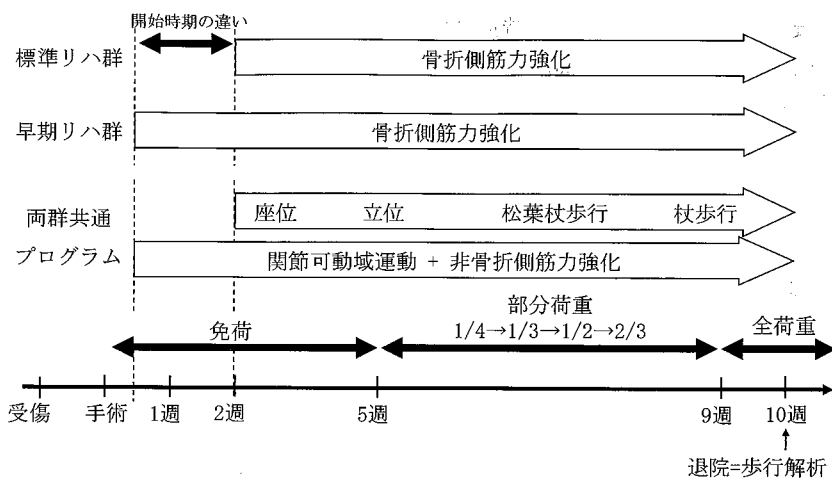 開始時期の違い
標準リハ群
骨折側筋力強化
早期リハ群
骨折側筋力強化
両群共通
プログラム
座位 立位 松葉杖歩行 杖歩行
関節可動域運動 + 非骨折側筋力強化
免荷
部分荷重
1/4→1/3→1/2→2/3
全荷重
受傷 手術 1週 2週 5週 9週 10週
退院=歩行解析